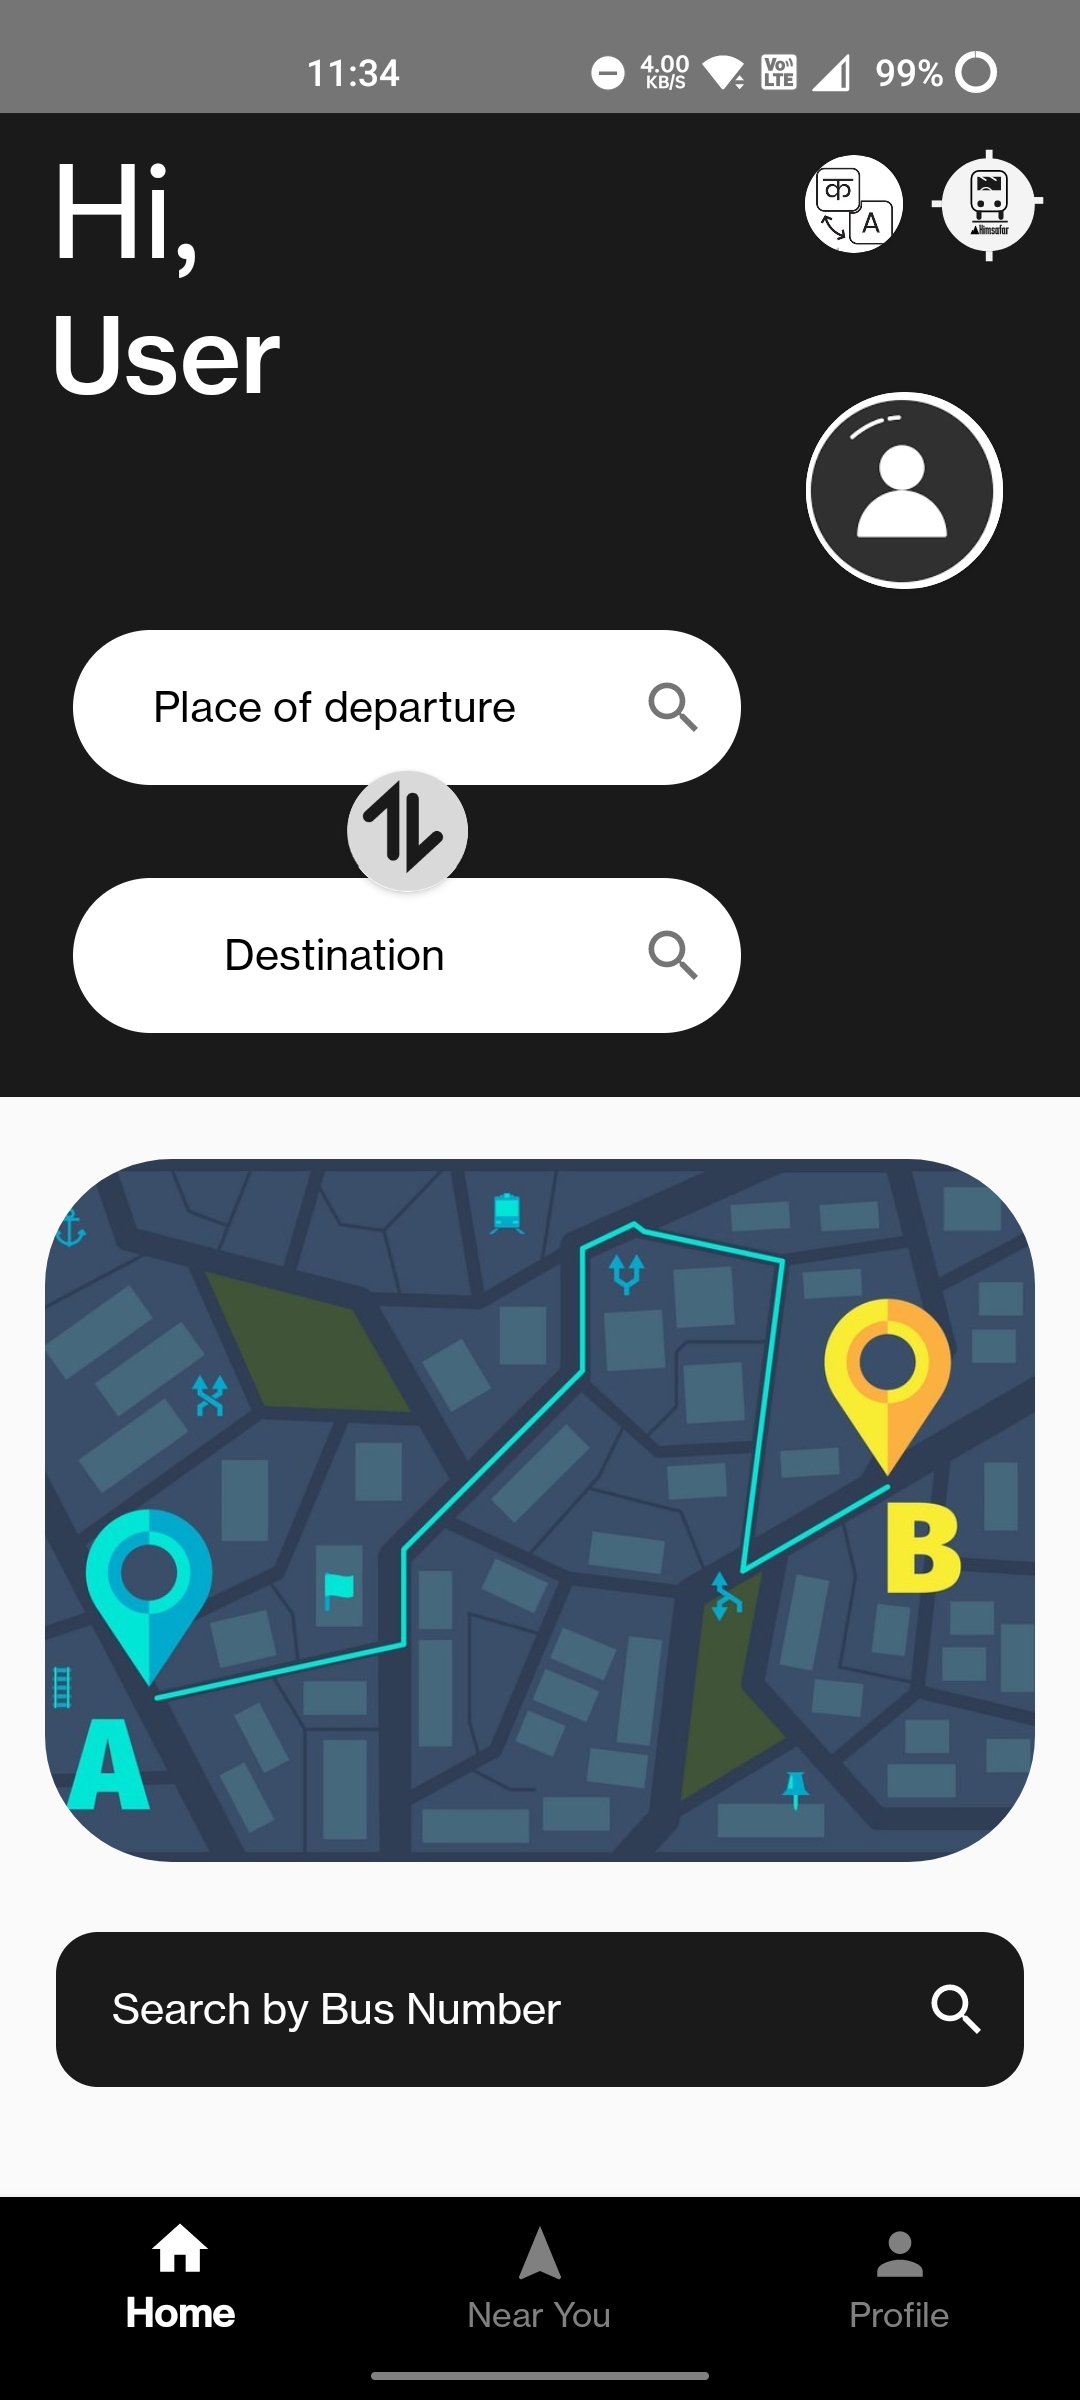 11:34
4.00
KB/S
Vo
LTE
99%
Hi,
क
A
Himsafar
User
Place of departure
Destination
B
A
Search by Bus Number
Home
Near You
Profile